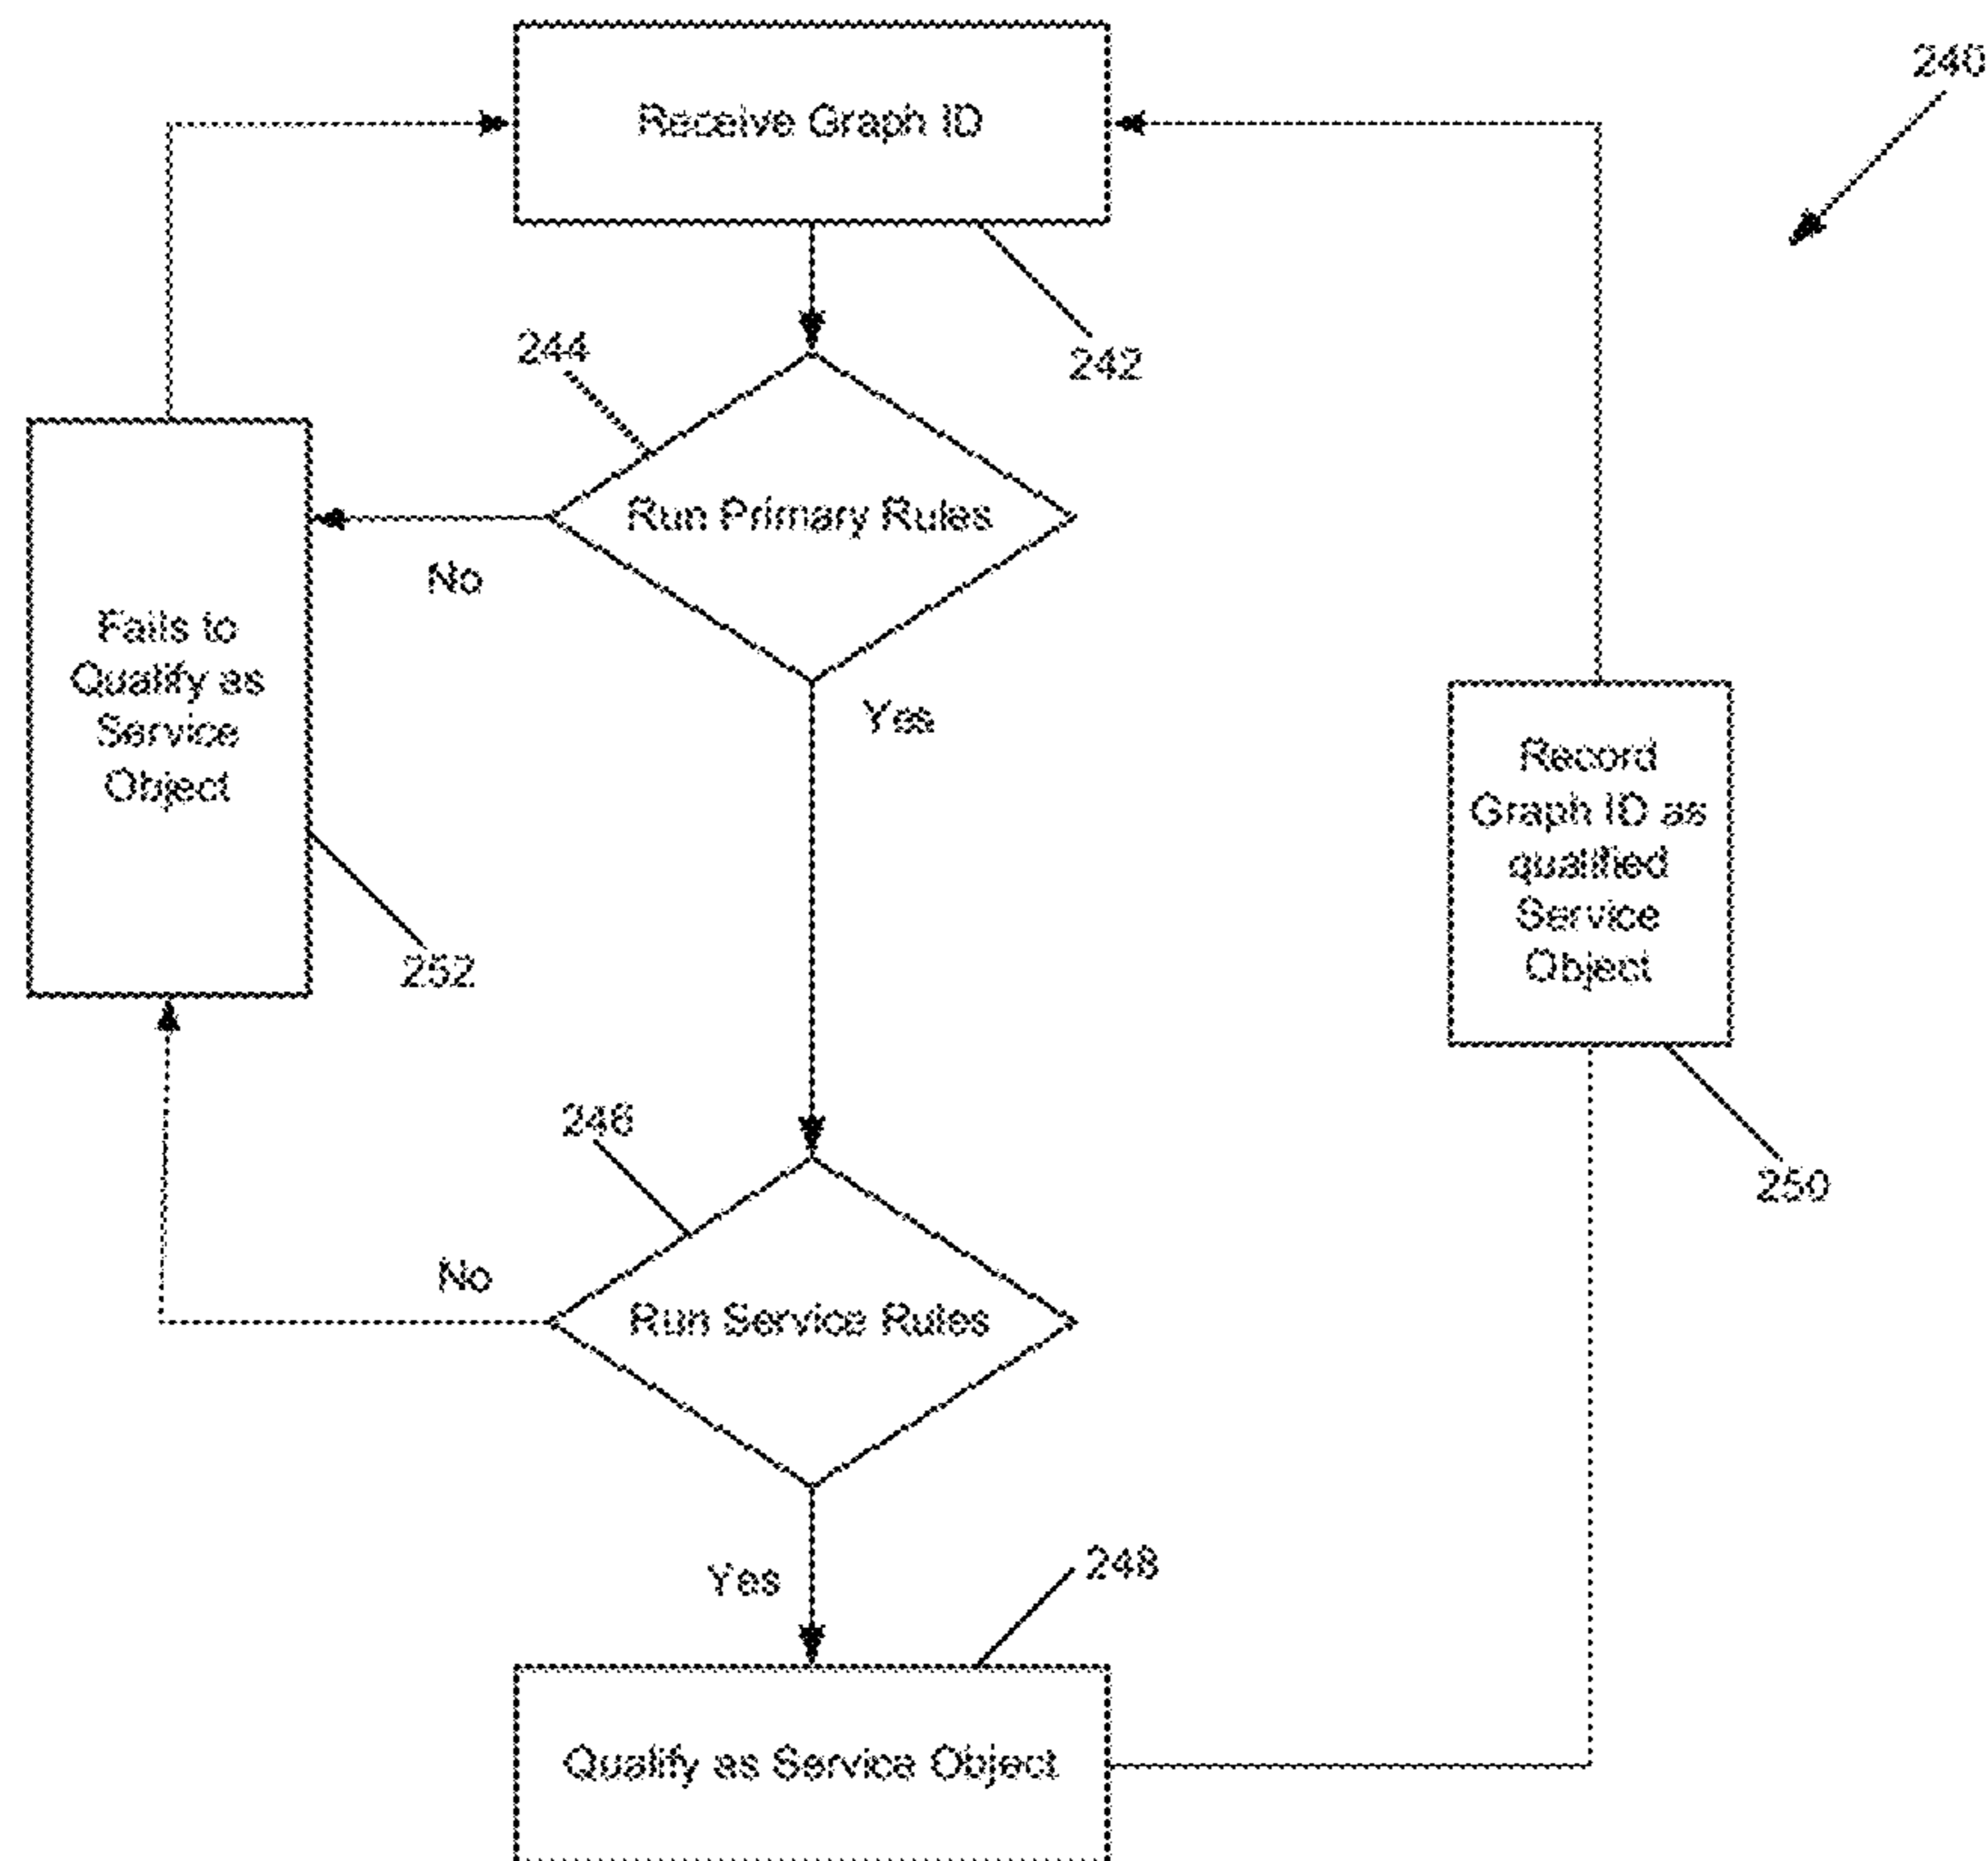 240
Receive Graph ID
242
244
Run Primary Rules
No
Yes
Fails to
Qualify as
Service
Object
252
Record
Graph ID as
qualified
Service
Object
250
246
No
Run Service Rules
Yes
248
Qualify as Service Object